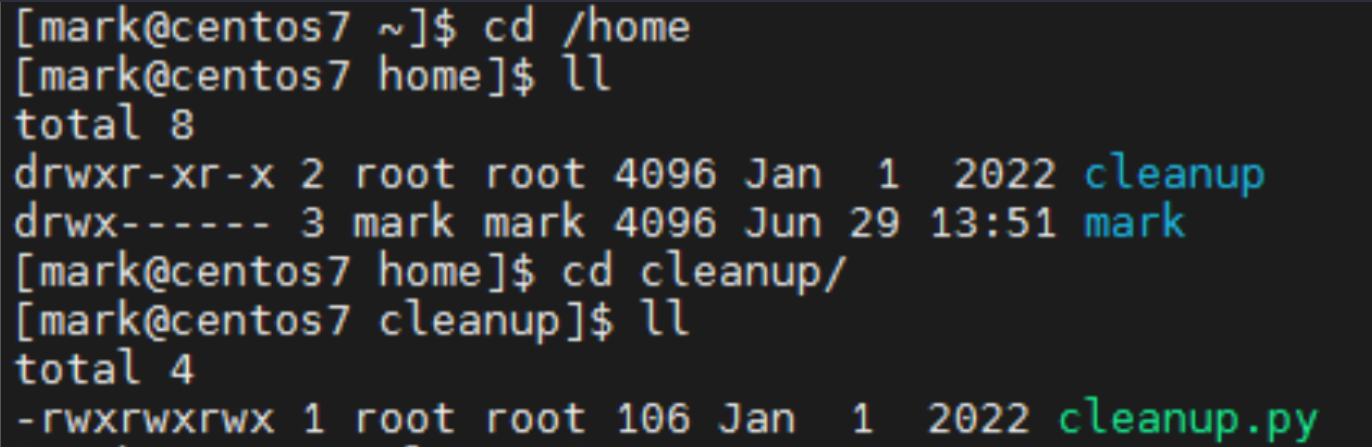 [mark@centos7 ~]$ cd /home
[mark@centos7 home]$ ll
total 8
drwxr-xr-x 2 root root 4096 Jan  1  2022 cleanup
drwx------ 3 mark mark 4096 Jun 29 13:51 mark
[mark@centos7 home]$ cd cleanup/
[mark@centos7 cleanup]$ ll
total 4
-rwxrwxrwx 1 root root 106 Jan  1  2022 cleanup.py